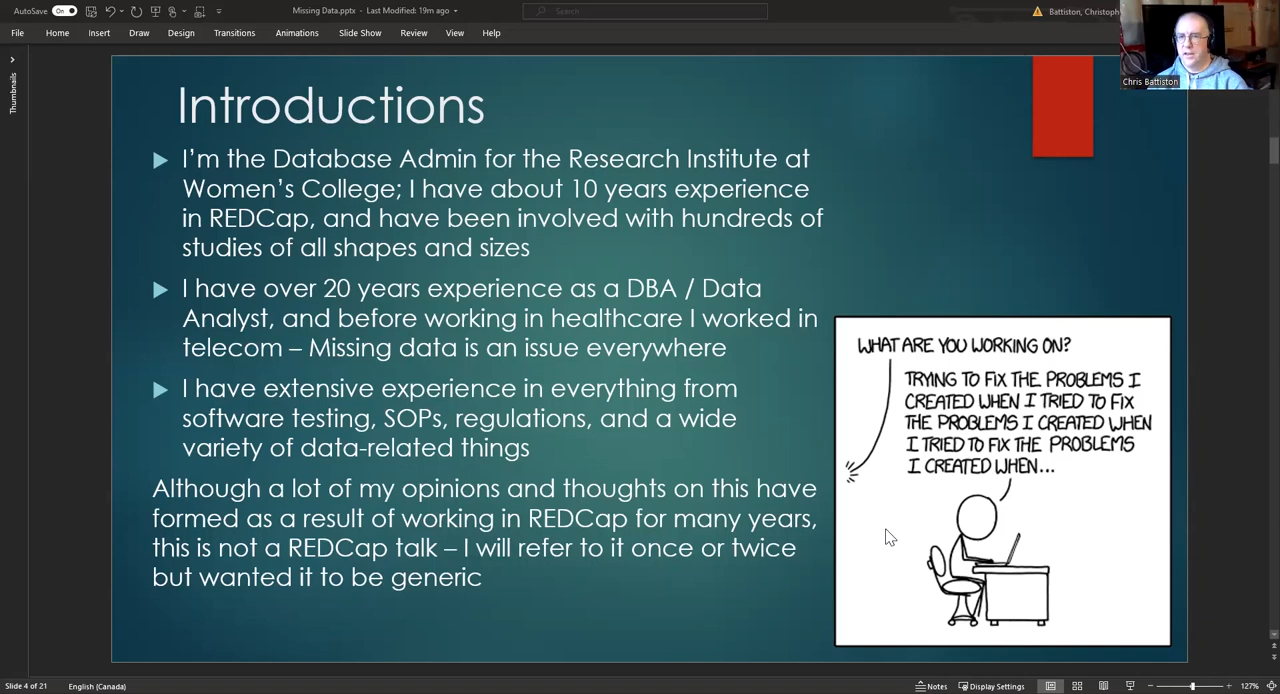 AutoSave
On
Missing Data.pptx - Last Modified: 19m ago
Search
Battiston, Christoph
File Home Insert Draw Design Transitions Animations Slide Show Review View Help
Chris Battiston
Thumbnails
Introductions
I'm the Database Admin for the Research Institute at
Women's College; I have about 10 years experience
in REDCap, and have been involved with hundreds of
studies of all shapes and sizes
I have over 20 years experience as a DBA / Data
Analyst, and before working in healthcare I worked in
telecom – Missing data is an issue everywhere
I have extensive experience in everything from
software testing, SOPs, regulations, and a wide
variety of data-related things
Although a lot of my opinions and thoughts on this have
formed as a result of working in REDCap for many years,
this is not a REDCap talk – I will refer to it once or twice
but wanted it to be generic
WHAT ARE YOU WORKING ON?
TRYING TO FIX THE PROBLEMS I
CREATED WHEN I TRIED TO FIX
THE PROBLEMS I CREATED WHEN
I TRIED TO FIX THE PROBLEMS
I CREATED WHEN...
Slide 4 of 21 English (Canada) Notes Display Settings 127%